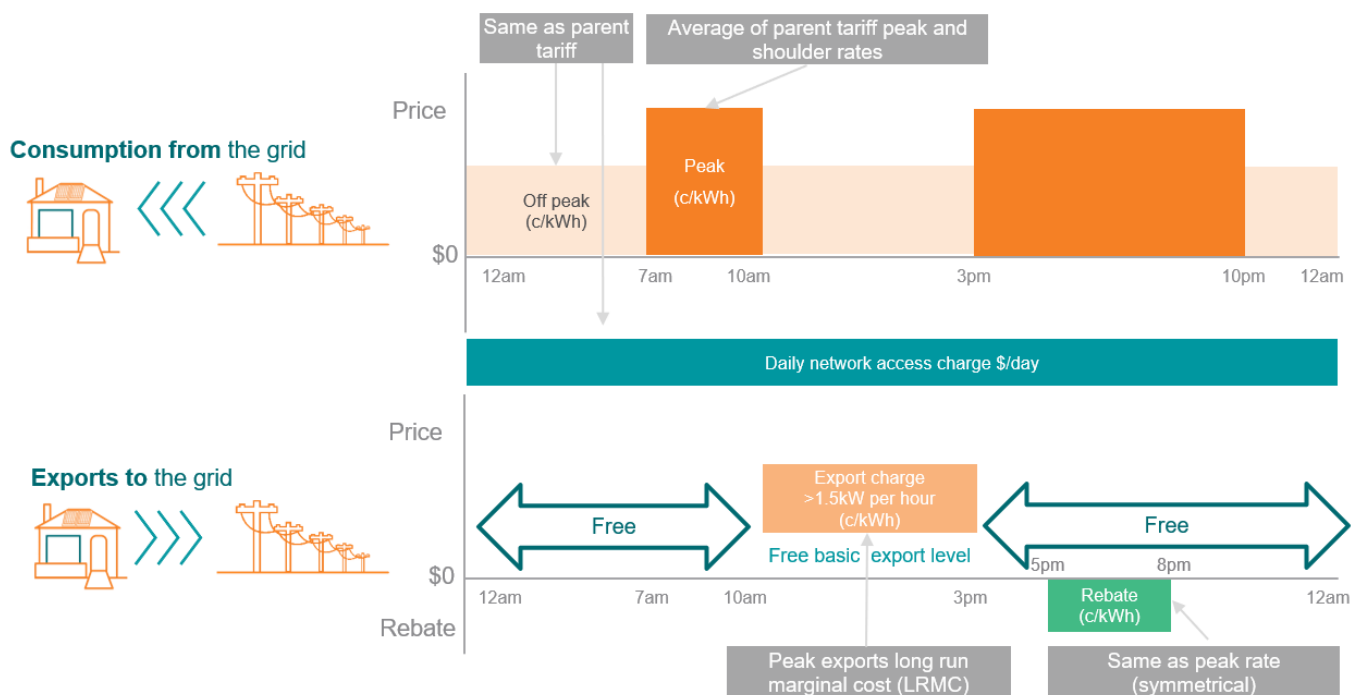 Same as parent
tariff
Average of parent tariff peak and
shoulder rates
Price
Consumption from the grid
Peak
(c/kWh)
Off peak
(c/kWh)
$0
12am
7am
10am
3pm
10pm
12am
Daily network access charge $/day
Price
Exports to the grid
Export charge
>1.5kW per hour
(c/kWh)
Free
Free
Free basic export level
5pm
8pm
$0
12am
7am
10am
3pm
12am
Rebate
(c/kWh)
Rebate
Peak exports long run
marginal cost (LRMC)
Same as peak rate
(symmetrical)